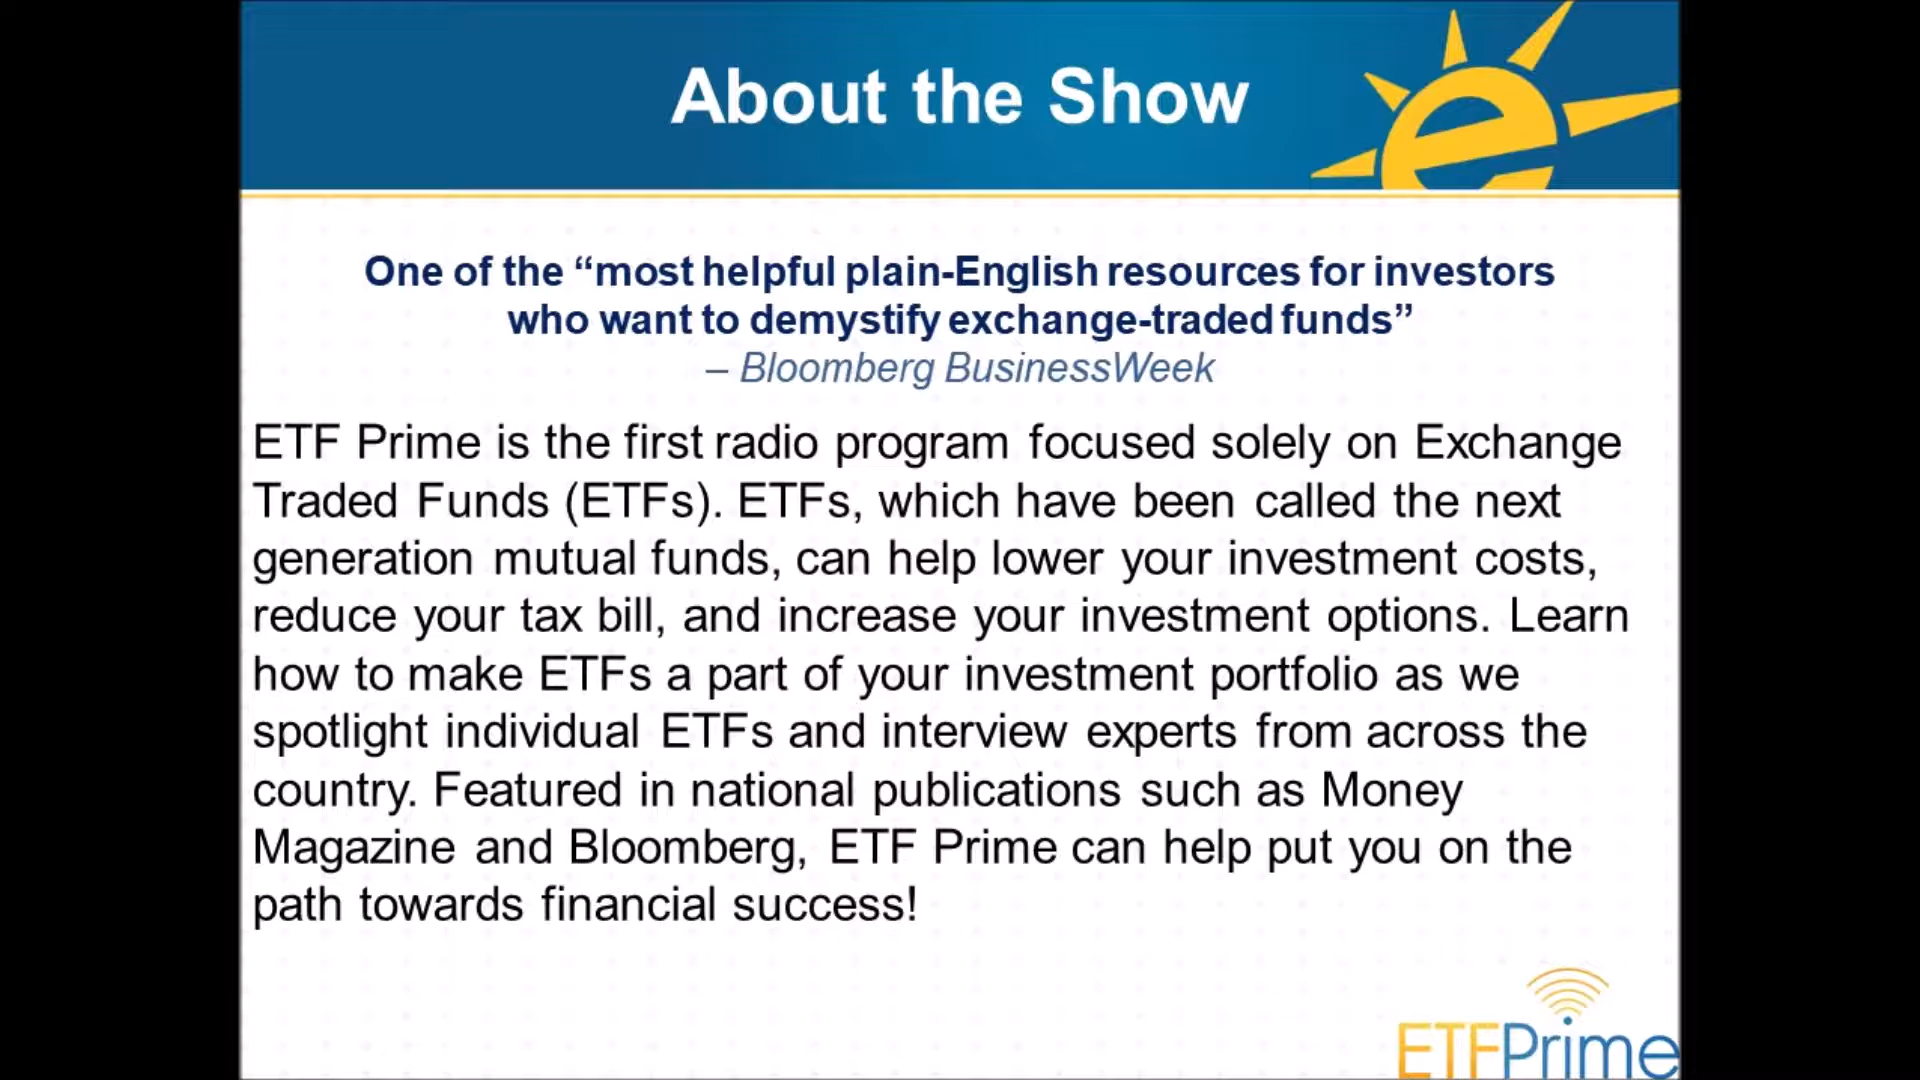 About the Show
One of the “most helpful plain-English resources for investors
who want to demystify exchange-traded funds”
– Bloomberg BusinessWeek
ETF Prime is the first radio program focused solely on Exchange
Traded Funds (ETFs). ETFs, which have been called the next
generation mutual funds, can help lower your investment costs,
reduce your tax bill, and increase your investment options. Learn
how to make ETFs a part of your investment portfolio as we
spotlight individual ETFs and interview experts from across the
country. Featured in national publications such as Money
Magazine and Bloomberg, ETF Prime can help put you on the
path towards financial success!
ETFPrime